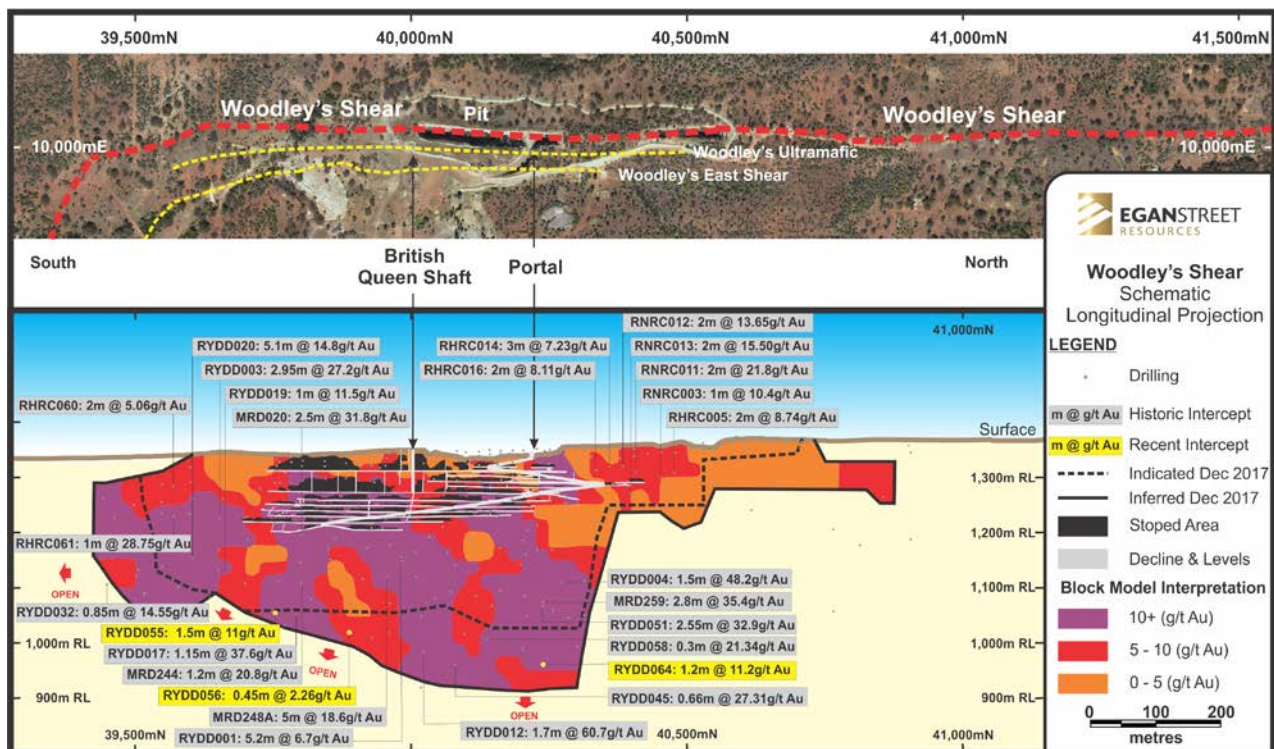 39,500mN 40,000mN 40,500mN 41,000mN 41,500mN
Woodley's Shear
Pit
Woodley's Shear
10,000mE
10,000mE
Woodley's Ultramafic
Woodley's East Shear
South
British
Queen Shaft
Portal
North
EGANSTREET
RESOURCES
Woodley's Shear
Schematic
Longitudinal Projection
LEGEND
Drilling
m @ g/t Au Historic Intercept
m @ g/t Au Recent Intercept
Indicated Dec 2017
Inferred Dec 2017
Stoped Area
Decline & Levels
Block Model Interpretation
10+ (g/t Au)
5 - 10 (g/t Au)
0 - 5 (g/t Au)
0 100 200
metres
41,000mN
RYDD020: 5.1m @ 14.8g/t Au
RYDD003: 2.95m @ 27.2g/t Au
RYDD019: 1m @ 11.5g/t Au
RHRC060: 2m @ 5.06g/t Au
MRD020: 2.5m @ 31.8g/t Au
RHRC014: 3m @ 7.23g/t Au
RHRC016: 2m @ 8.11g/t Au
RNRC012: 2m @ 13.65g/t Au
RNRC013: 2m @ 15.50g/t Au
RNRC011: 2m @ 21.8g/t Au
RNRC003: 1m @ 10.4g/t Au
RHRC005: 2m @ 8.74g/t Au
Surface
1,300m RL
1,200m RL
1,100m RL
1,000m RL
900m RL
RHRC061: 1m @ 28.75g/t Au
OPEN
RYDD032: 0.85m @ 14.55g/t Au
1,000m RL
RYDD055: 1.5m @ 11g/t Au
RYDD017: 1.15m @ 37.6g/t Au
OPEN
MRD244: 1.2m @ 20.8g/t Au
900m RL
RYDD056: 0.45m @ 2.26g/t Au
MRD248A: 5m @ 18.6g/t Au
RYDD001: 5.2m @ 6.7g/t Au
RYDD004: 1.5m @ 48.2g/t Au
MRD259: 2.8m @ 35.4g/t Au
RYDD051: 2.55m @ 32.9g/t Au
RYDD058: 0.3m @ 21.34g/t Au
RYDD064: 1.2m @ 11.2g/t Au
RYDD045: 0.66m @ 27.31g/t Au
OPEN
RYDD012: 1.7m @ 60.7g/t Au
39,500mN 40,500mN 41,000mN